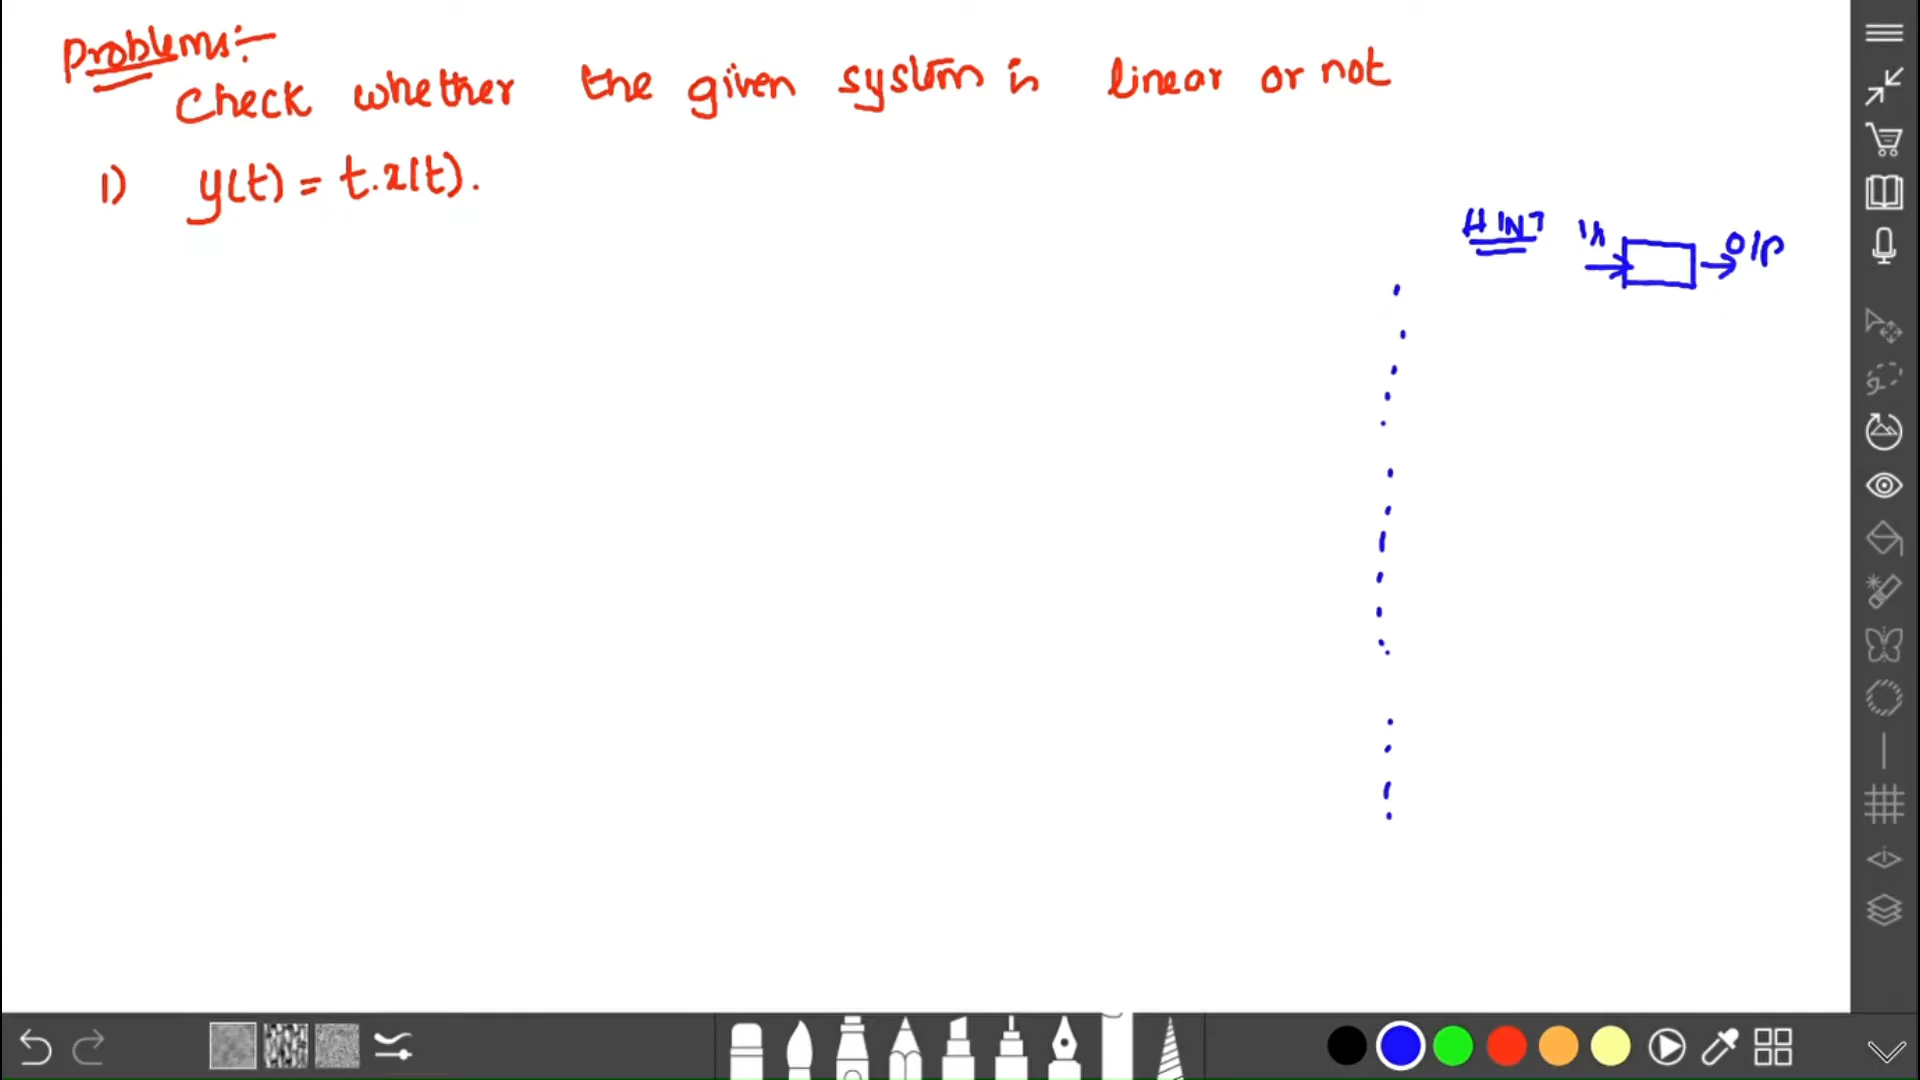 Problems:-
Check whether the given system is linear or not
1) y(t) = t.x(t).
HINT
O/P